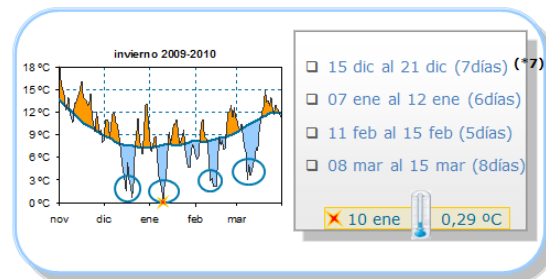 invierno 2009-2010
18 ºC
15 ºC
12 ºC
9 ºC
6 ºC
3 ºC
0 ºC
nov dic ene feb mar
❑ 15 dic al 21 dic (7días) (*7)
❑ 07 ene al 12 ene (6días)
❑ 11 feb al 15 feb (5días)
❑ 08 mar al 15 mar (8días)
10 ene 0,29 ºC